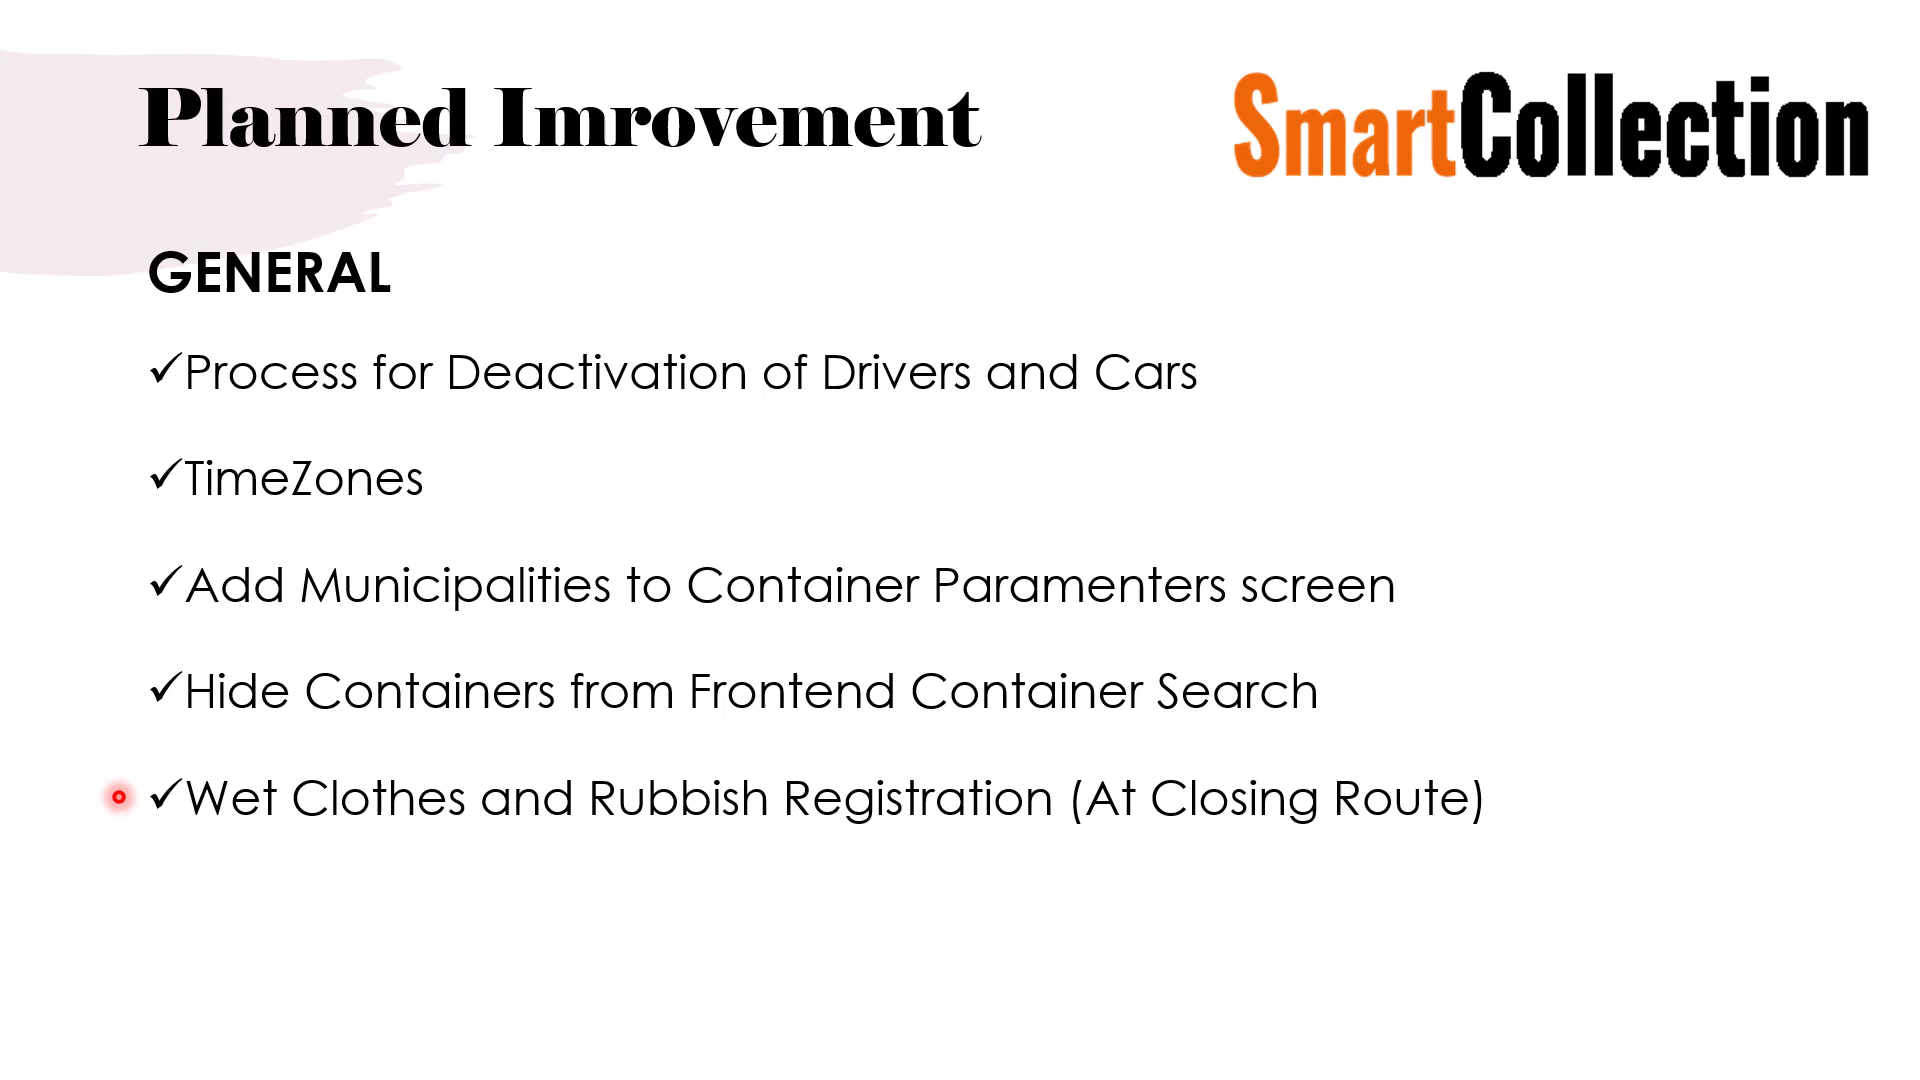 Planned Imrovement
SmartCollection
GENERAL
✓Process for Deactivation of Drivers and Cars
✓TimeZones
✓Add Municipalities to Container Paramenters screen
✓Hide Containers from Frontend Container Search
✓Wet Clothes and Rubbish Registration (At Closing Route)